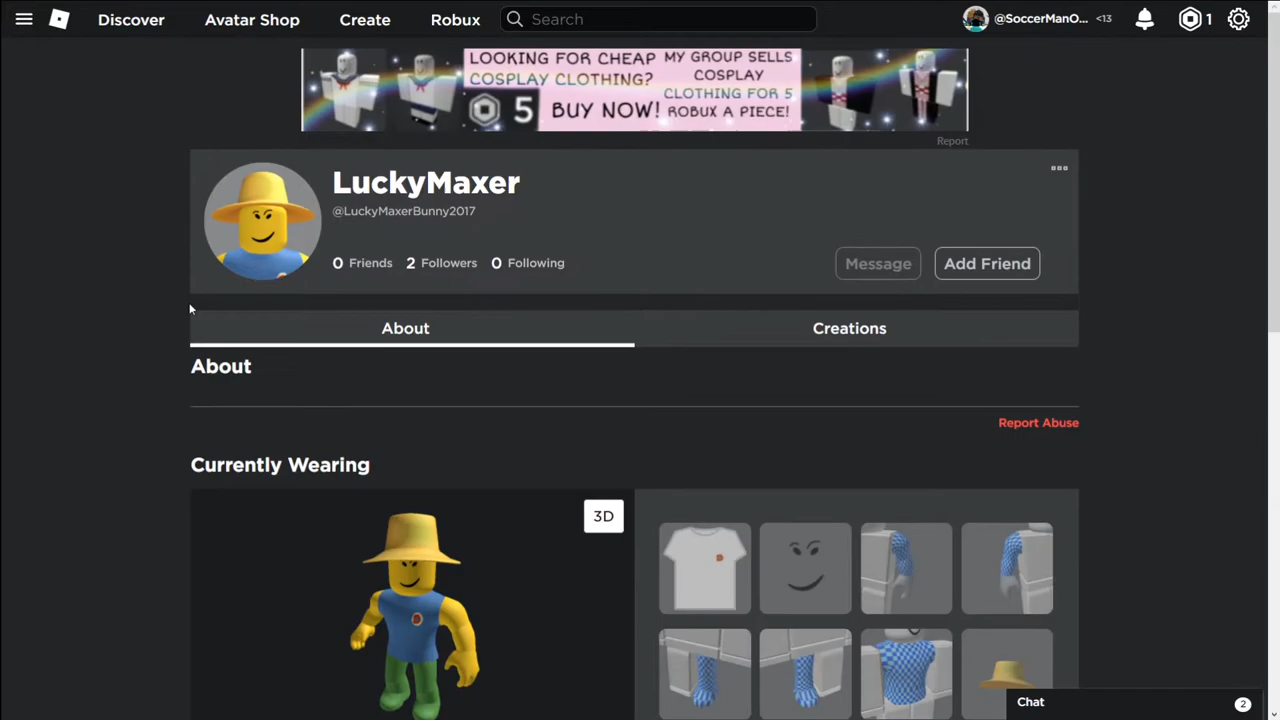 Discover
Avatar Shop
Create
Robux
Search
@SoccerManO...
<13
1
LOOKING FOR CHEAP
COSPLAY CLOTHING?
5 BUY NOW!
MY GROUP SELLS
COSPLAY
CLOTHING FOR 5
ROBUX A PIECE!
Report
LuckyMaxer
@LuckyMaxerBunny2017
0 Friends
2 Followers
0 Following
Message
Add Friend
About
Creations
About
Report Abuse
Currently Wearing
3D
Chat
2